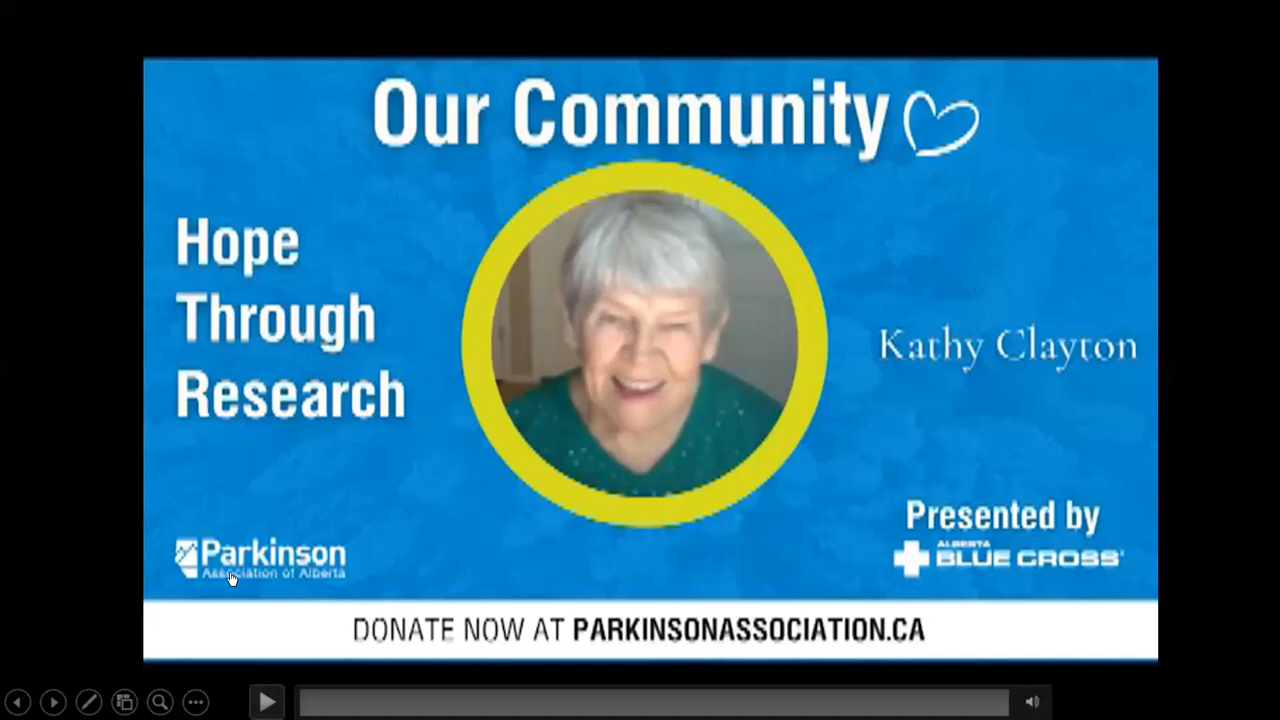 Our Community
Hope
Through
Research
Kathy Clayton
Presented by
ALBERTA
BLUE CROSS®
Parkinson
Association of Alberta
DONATE NOW AT PARKINSONASSOCIATION.CA